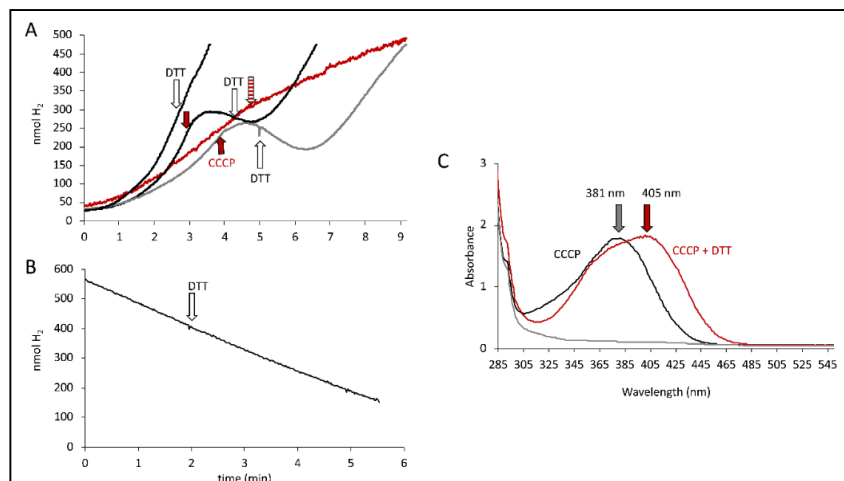 A
500
450
400
350
300
250
200
150
100
50
0
nmol H2
DTT
DTT
CCCP
DTT
0 1 2 3 4 5 6 7 8 9
B
600
500
400
300
200
100
0
nmol H2
DTT
0 1 2 3 4 5 6
time (min)
C
3
2
1
0
Absorbance
381 nm 405 nm
CCCP
CCCP + DTT
285 305 325 345 365 385 405 425 445 465 485 505 525 545
Wavelength (nm)